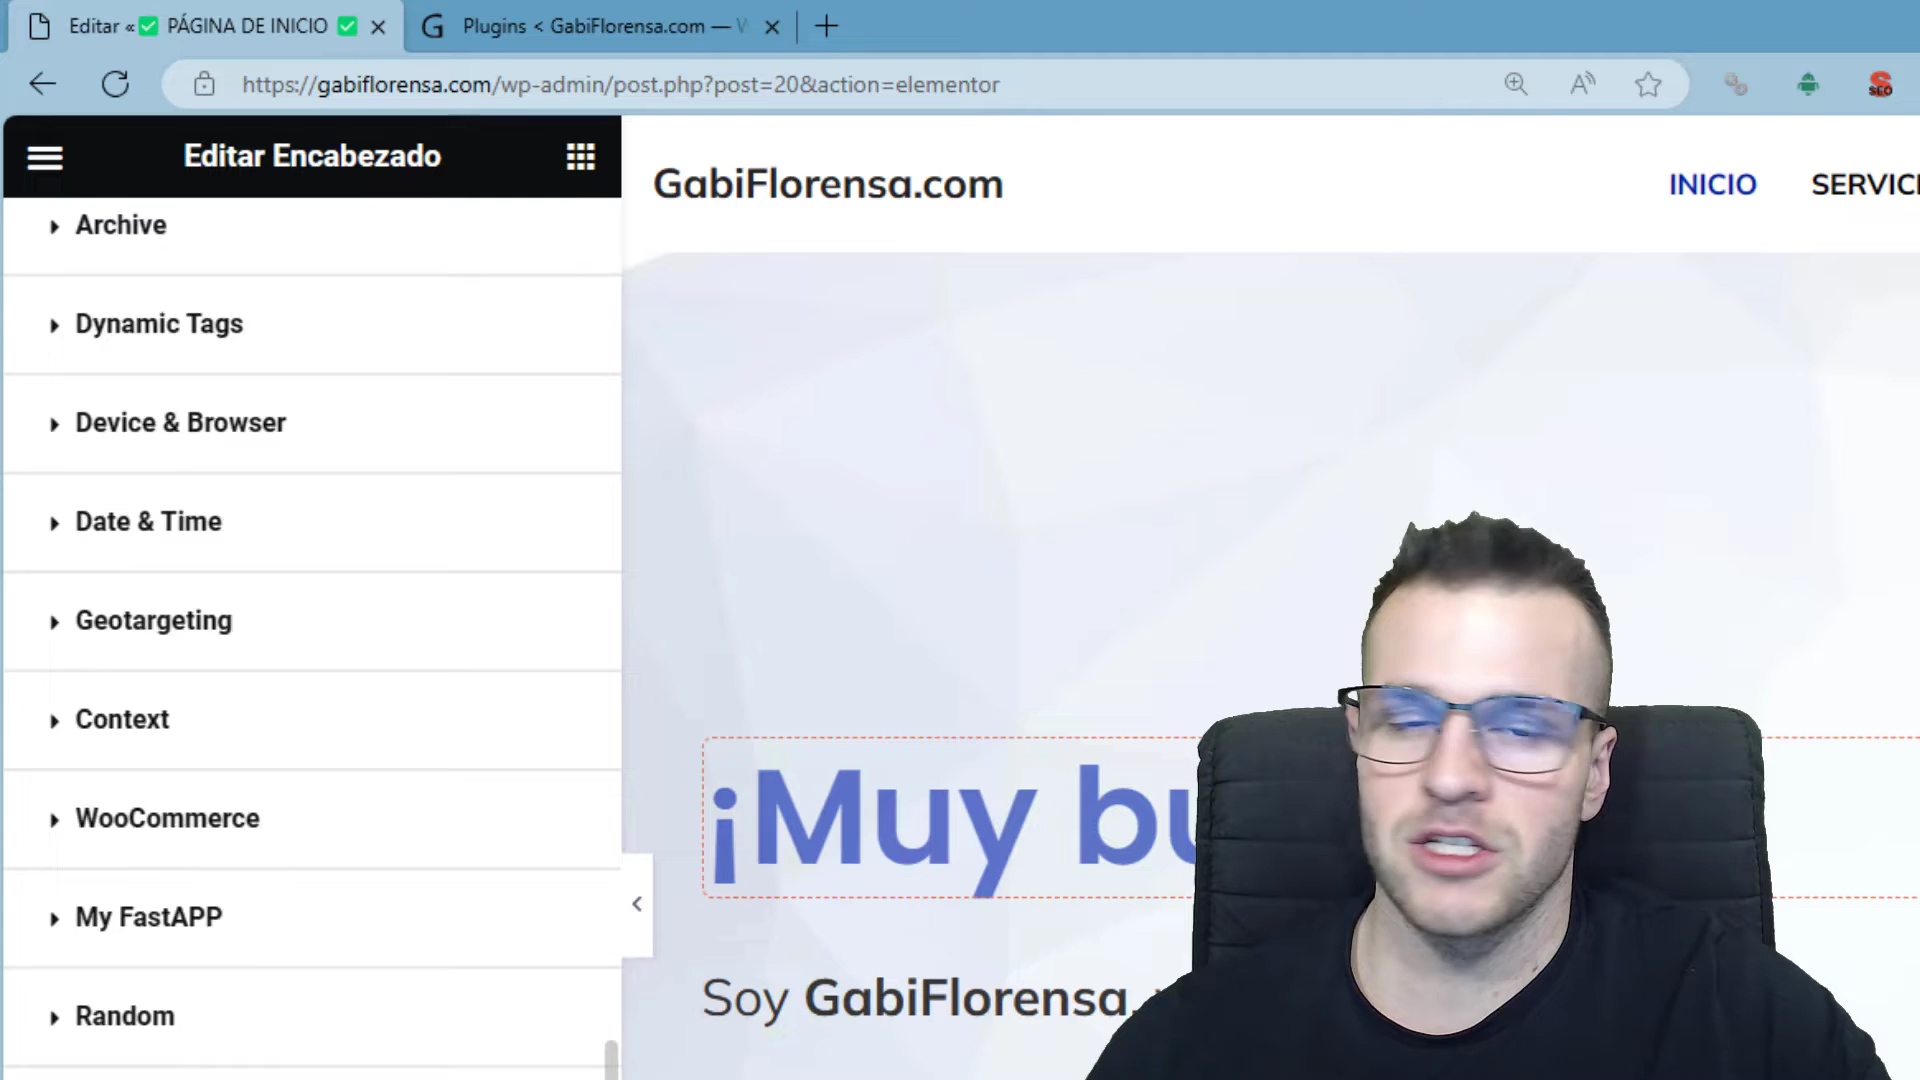 Editar «✅ PÁGINA DE INICIO ✅
Plugins < GabiFlorensa.com —
https://gabiflorensa.com/wp-admin/post.php?post=20&action=elementor
SEO
Editar Encabezado
Archive
Dynamic Tags
Device & Browser
Date & Time
Geotargeting
Context
WooCommerce
My FastAPP
Random
GabiFlorensa.com
INICIO
SERVICI
¡Muy bu
Soy GabiFlorensa,